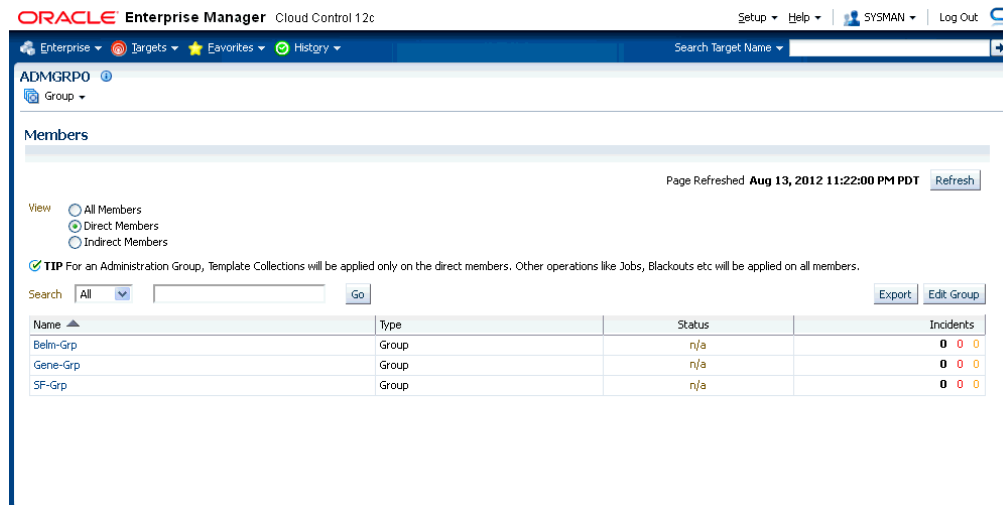 ORACLE Enterprise Manager Cloud Control 12c Setup Help SYSMAN Log Out
Enterprise Targets Favorites History Search Target Name
ADMGRP0
Group
Members
Page Refreshed Aug 13, 2012 11:22:00 PM PDT Refresh
View All Members
Direct Members
Indirect Members
TIP For an Administration Group, Template Collections will be applied only on the direct members. Other operations like Jobs, Blackouts etc will be applied on all members.
Search All Go Export Edit Group
Name Type Status Incidents
Belm-Grp Group n/a 0 0 0
Gene-Grp Group n/a 0 0 0
SF-Grp Group n/a 0 0 0